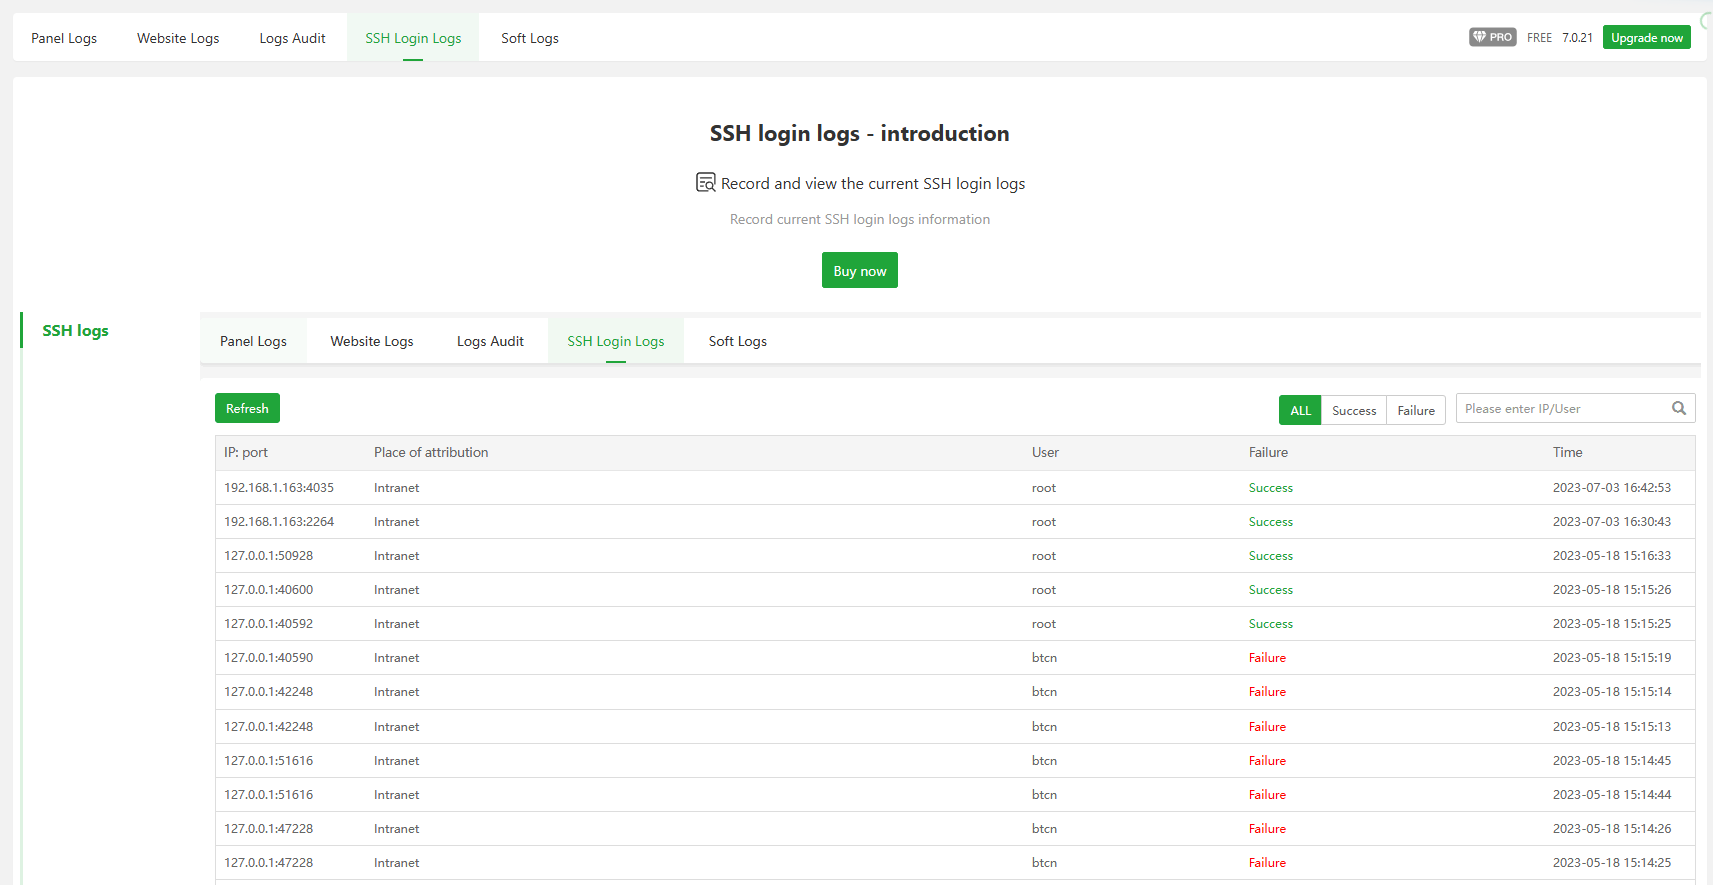 Panel Logs Website Logs Logs Audit SSH Login Logs Soft Logs PRO FREE 7.0.21 Upgrade now
SSH login logs - introduction
Record and view the current SSH login logs
Record current SSH login logs information
Buy now
SSH logs
Panel Logs Website Logs Logs Audit SSH Login Logs Soft Logs
Refresh ALL Success Failure Please enter IP/User
IP: port Place of attribution User Failure Time
192.168.1.163:4035 Intranet root Success 2023-07-03 16:42:53
192.168.1.163:2264 Intranet root Success 2023-07-03 16:30:43
127.0.0.1:50928 Intranet root Success 2023-05-18 15:16:33
127.0.0.1:40600 Intranet root Success 2023-05-18 15:15:26
127.0.0.1:40592 Intranet root Success 2023-05-18 15:15:25
127.0.0.1:40590 Intranet btcn Failure 2023-05-18 15:15:19
127.0.0.1:42248 Intranet btcn Failure 2023-05-18 15:15:14
127.0.0.1:42248 Intranet btcn Failure 2023-05-18 15:15:13
127.0.0.1:51616 Intranet btcn Failure 2023-05-18 15:14:45
127.0.0.1:51616 Intranet btcn Failure 2023-05-18 15:14:44
127.0.0.1:47228 Intranet btcn Failure 2023-05-18 15:14:26
127.0.0.1:47228 Intranet btcn Failure 2023-05-18 15:14:25